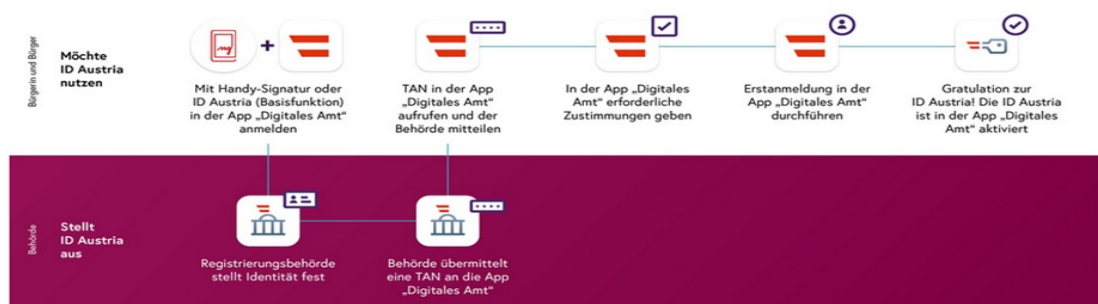 Bürgerin und Bürger
Möchte
ID Austria
nutzen
Mit Handy-Signatur oder
ID Austria (Basisfunktion)
in der App „Digitales Amt“
anmelden
TAN in der App
„Digitales Amt“
aufrufen und der
Behörde mitteilen
In der App „Digitales
Amt“ erforderliche
Zustimmungen geben
Erstanmeldung in der
App „Digitales Amt“
durchführen
Gratulation zur
ID Austria! Die ID Austria
ist in der App „Digitales
Amt“ aktiviert
Behörde
Stellt
ID Austria
aus
Registrierungsbehörde
stellt Identität fest
Behörde übermittelt
eine TAN an die App
„Digitales Amt“